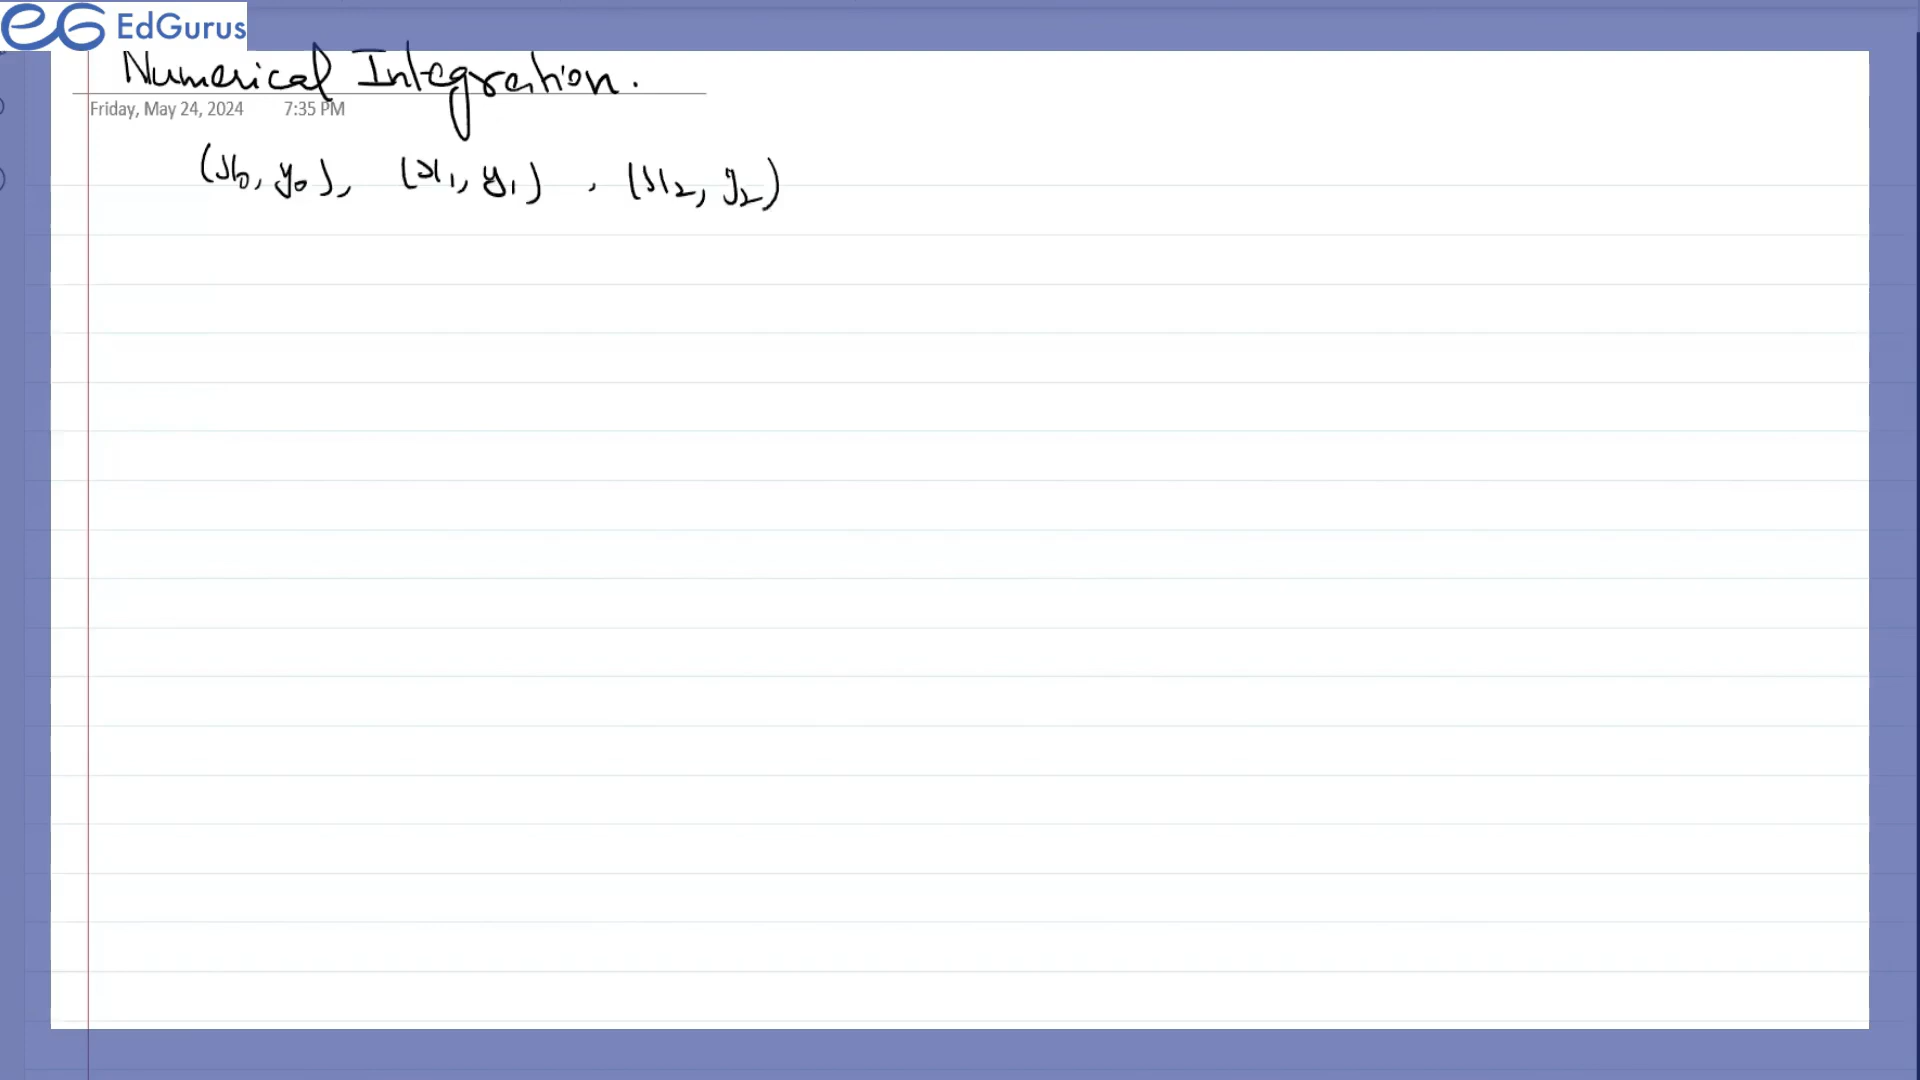 EdGurus
Numerical Integration.
Friday, May 24, 2024 7:35 PM
(x₀, y₀), (x₁, y₁), (x₂, y₂)